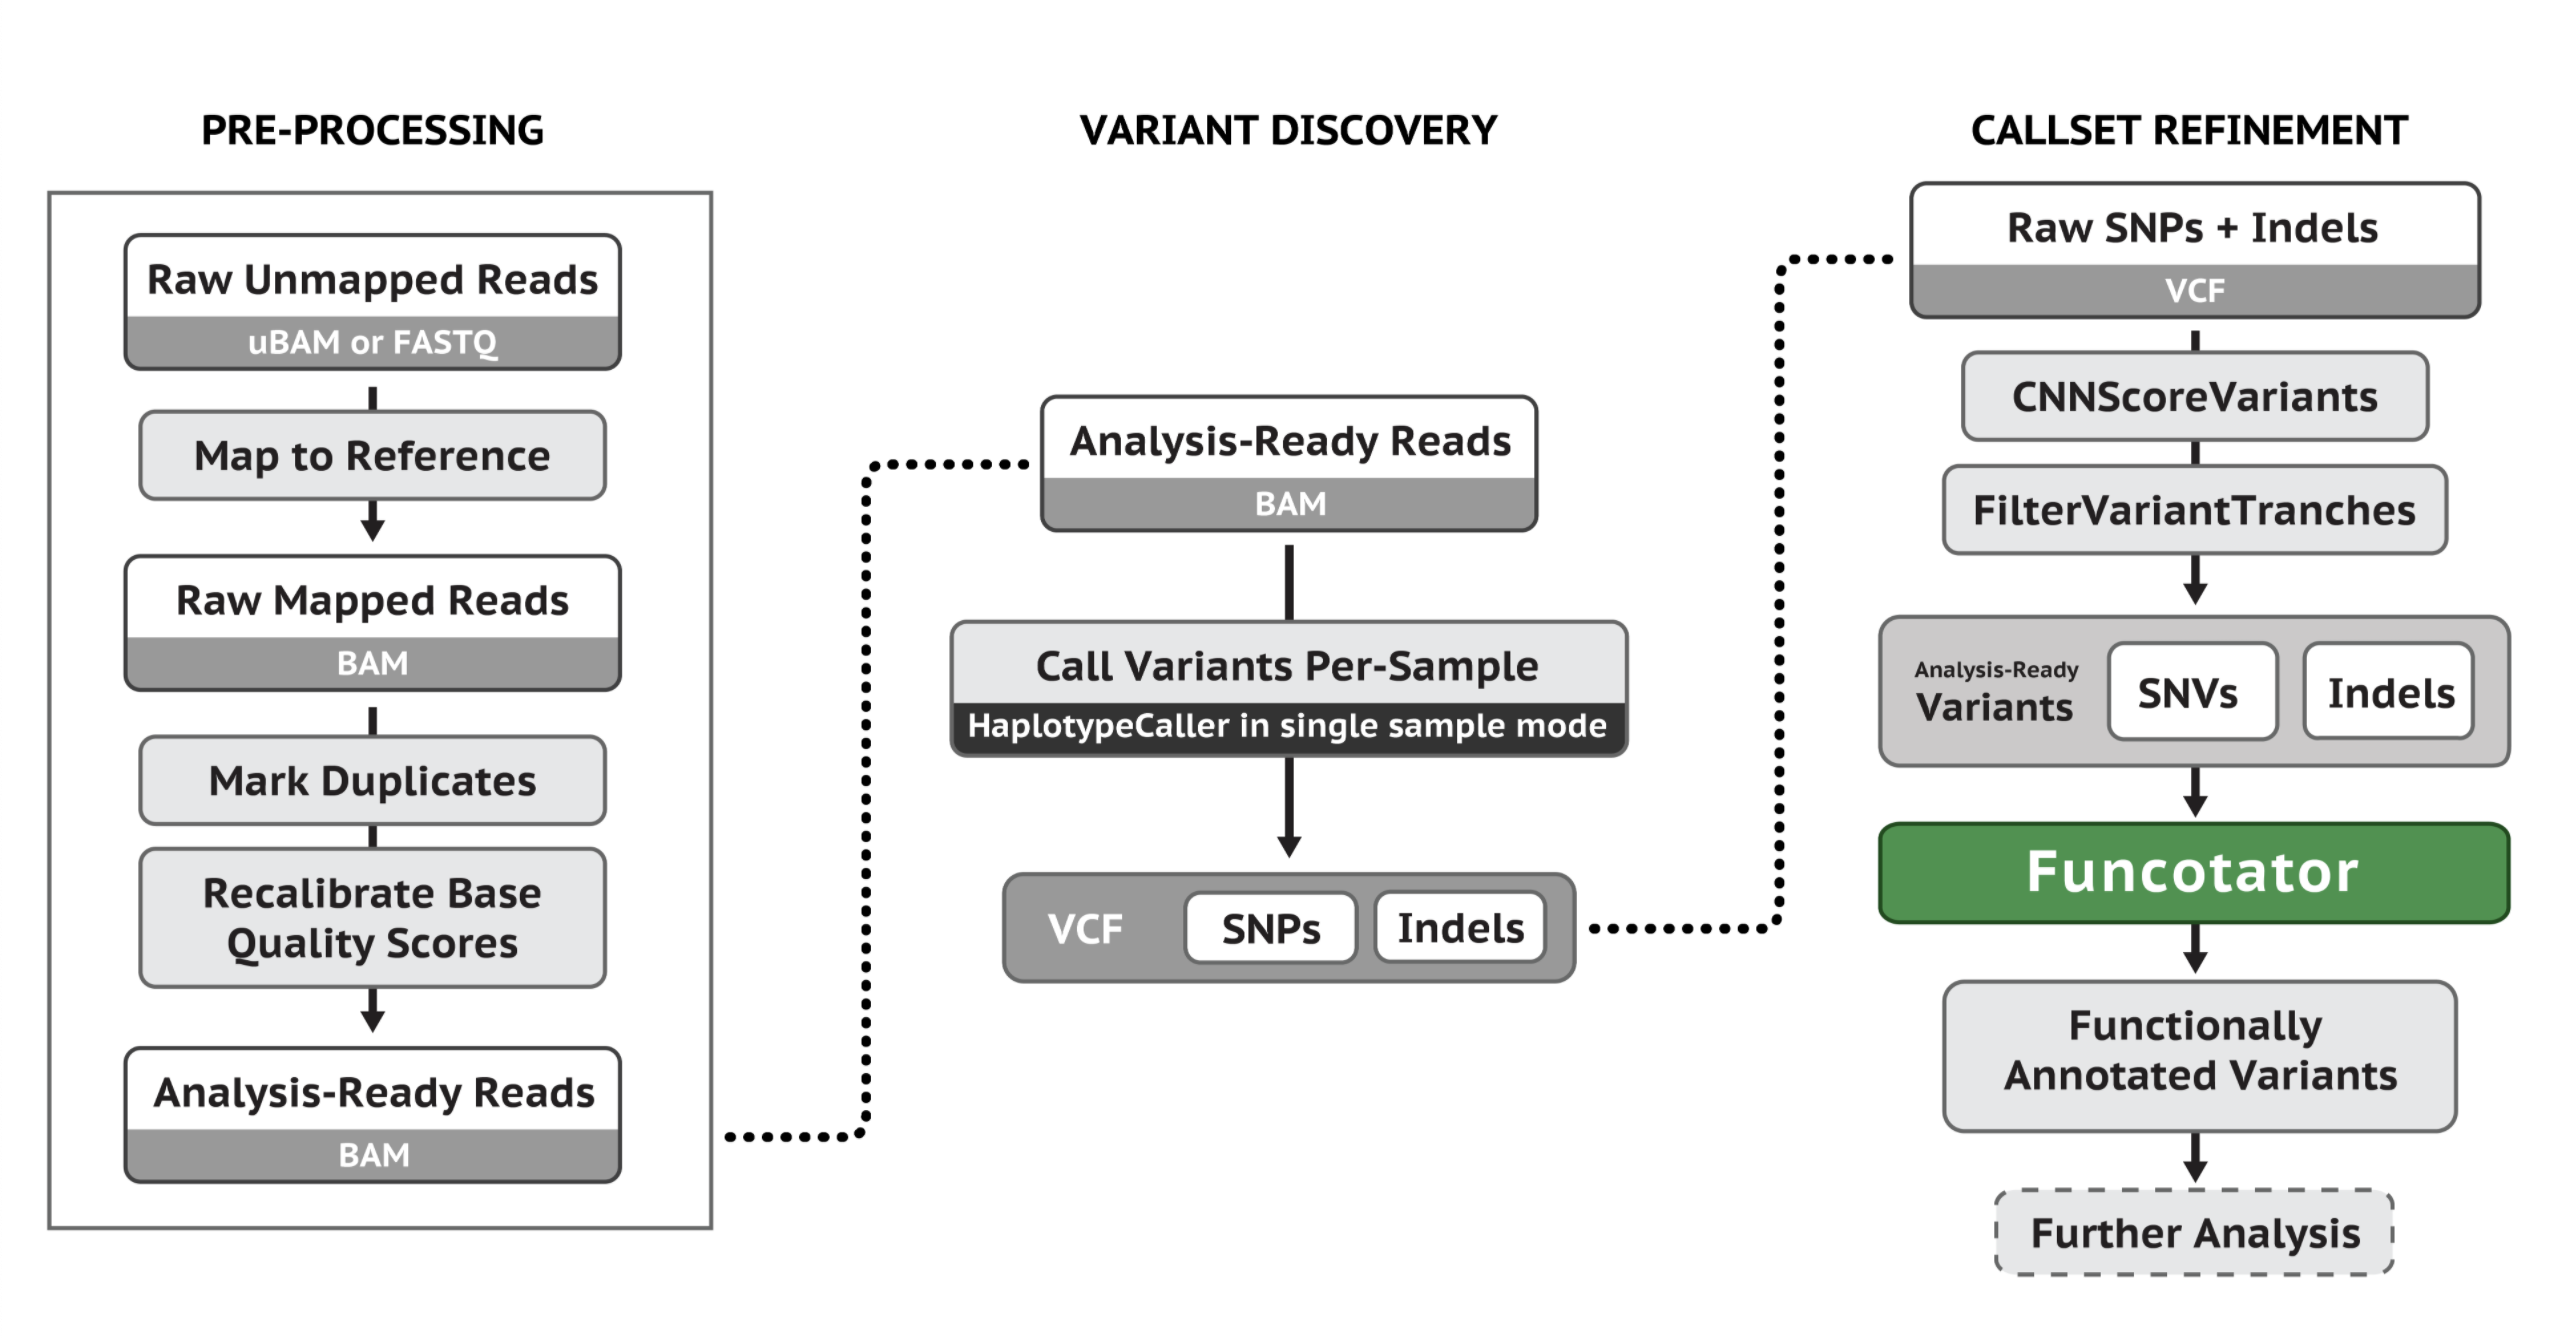 PRE-PROCESSING
Raw Unmapped Reads
uBAM or FASTQ
Map to Reference
Raw Mapped Reads
BAM
Mark Duplicates
Recalibrate Base
Quality Scores
Analysis-Ready Reads
BAM
VARIANT DISCOVERY
Analysis-Ready Reads
BAM
Call Variants Per-Sample
HaplotypeCaller in single sample mode
VCF SNPs Indels
CALLSET REFINEMENT
Raw SNPs + Indels
VCF
CNNScoreVariants
FilterVariantTranches
Analysis-Ready
Variants SNVs Indels
Funcotator
Functionally
Annotated Variants
Further Analysis